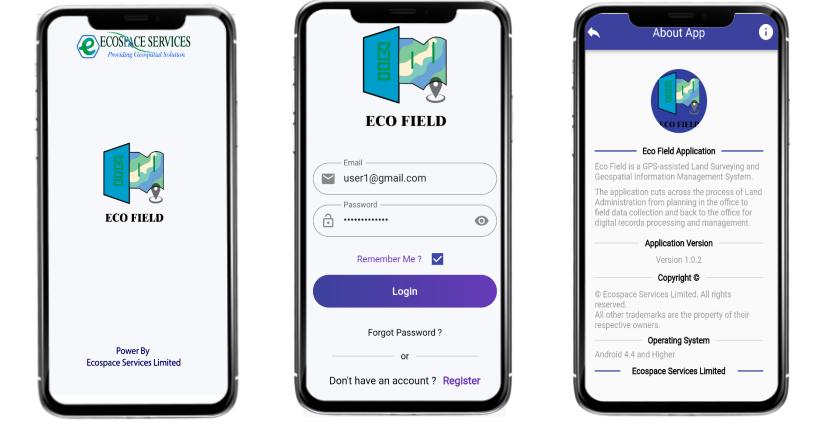 ECOSPACE SERVICES
Providing Geospatial Solution
ECO FIELD
Power By
Ecospace Services Limited
ECO FIELD
Email
user1@gmail.com
Password
•••••••••••••
Remember Me ?
Login
Forgot Password ?
or
Don't have an account ? Register
About App
i
ECO FIELD
Eco Field Application
Eco Field is a GPS-assisted Land Surveying and
Geospatial information Management System.
The application cuts across the process of Land
Administration from planning in the office to
field data collection and back to the office for
digital records processing and management.
Application Version
Version 1.0.2
Copyright ©
© Ecospace Services Limited. All rights
reserved.
All other trademarks are the property of their
respective owners.
Operating System
Android 4.4 and Higher
Ecospace Services Limited